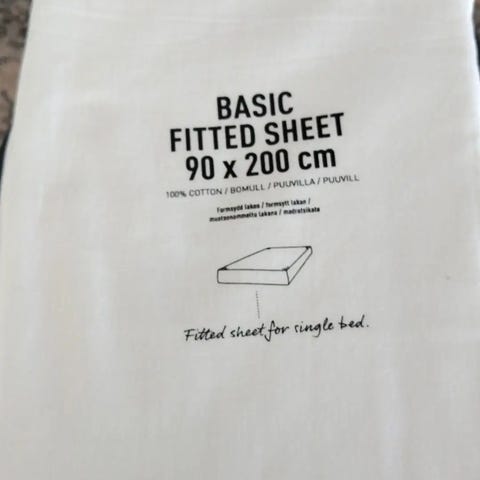 BASIC
FITTED SHEET
90 x 200 cm
100% COTTON / BOMULL / PUUVILLA / PUUVILL
Formsydd laken / formsytt lakan /
muotoonommeltu lakana / madratsikate
Fitted sheet for single bed.